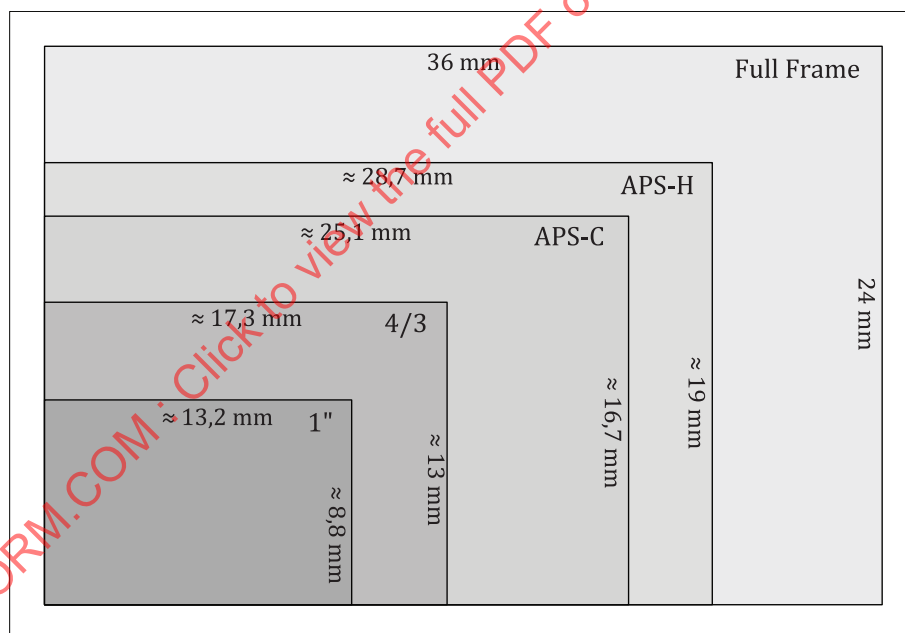 36 mm
Full Frame
≈ 28,7 mm
APS-H
≈ 25,1 mm
APS-C
24 mm
≈ 17,3 mm
4/3
≈ 19 mm
≈ 16,7 mm
≈ 13,2 mm
1"
≈ 13 mm
≈ 8,8 mm
ORM.COM : Click to view the full PDF o